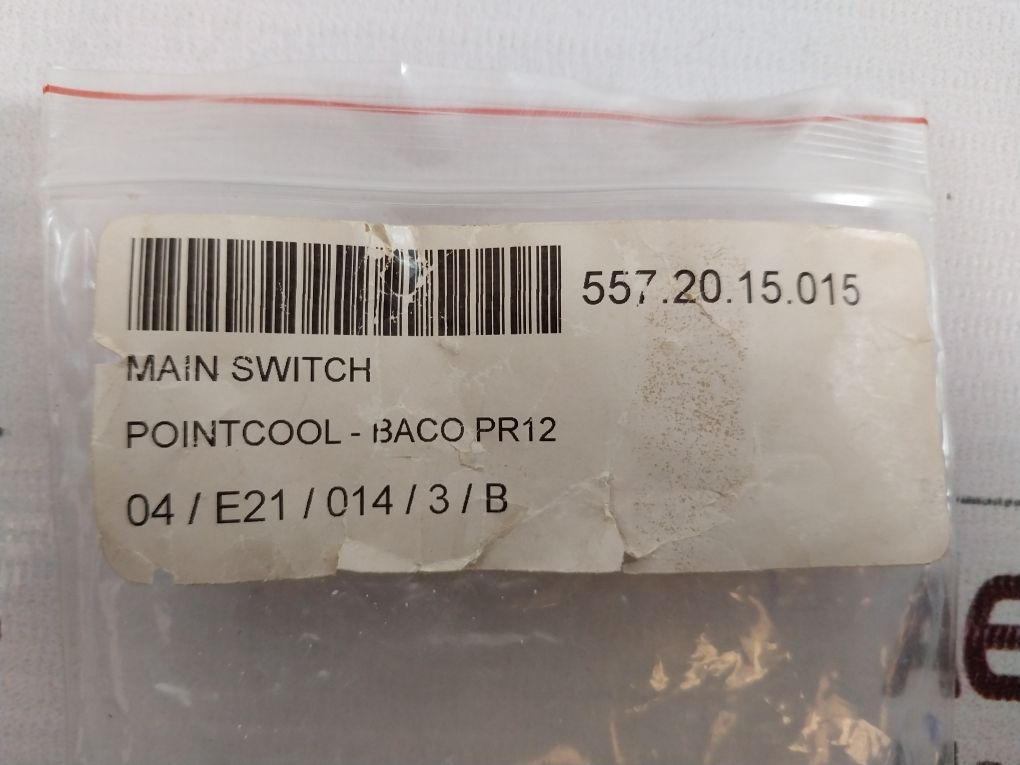 557.20.15.015
MAIN SWITCH
POINTCOOL - BACO PR12
04 / E21 / 014 / 3 / B